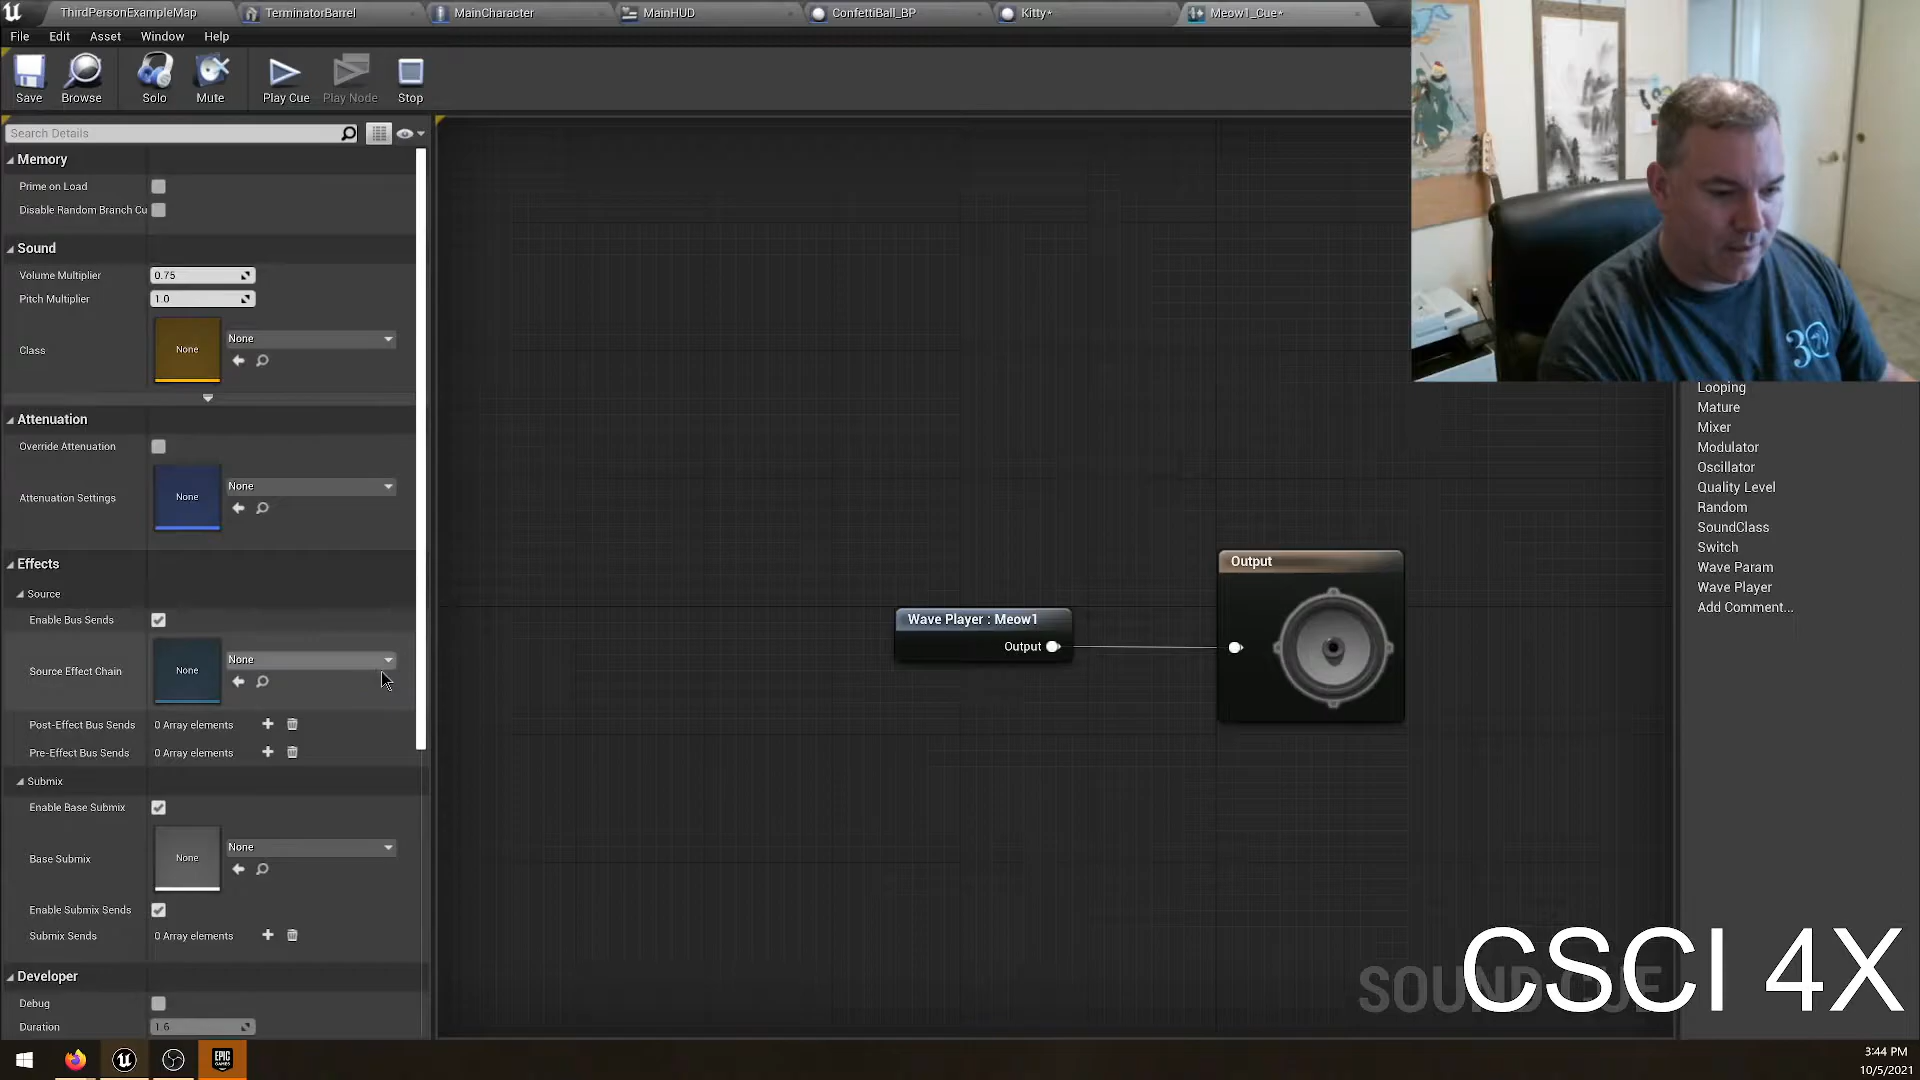 ThirdPersonExampleMap
TerminatorBarrel
MainCharacter
MainHUD
ConfettiBall_BP
Kitty*
Meow1_Cue*
File Edit Asset Window Help
Save Browse Solo Mute Play Cue Play Node Stop
Search Details
Memory
Prime on Load
Disable Random Branch Cu
Sound
Volume Multiplier 0.75
Pitch Multiplier 1.0
Class None None
Attenuation
Override Attenuation
Attenuation Settings None None
Effects
Source
Enable Bus Sends
Source Effect Chain None None
Post-Effect Bus Sends 0 Array elements
Pre-Effect Bus Sends 0 Array elements
Submix
Enable Base Submix
Base Submix None None
Enable Submix Sends
Submix Sends 0 Array elements
Developer
Debug
Duration 1.6
Wave Player : Meow1
Output
Output
Looping
Mature
Mixer
Modulator
Oscillator
Quality Level
Random
SoundClass
Switch
Wave Param
Wave Player
Add Comment...
30
SOUND CUE
CSCI 4X
EPIC GAMES
3:44 PM
10/5/2021